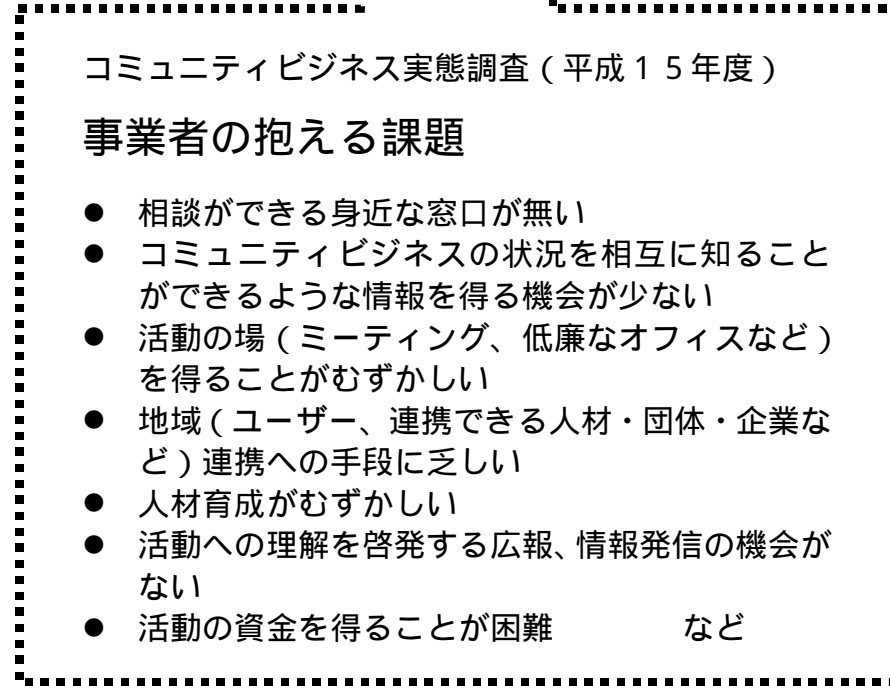 コミュニティビジネス実態調査(平成15年度)
事業者の抱える課題
● 相談ができる身近な窓口が無い
● コミュニティビジネスの状況を相互に知ること
ができるような情報を得る機会が少ない
● 活動の場(ミーティング、低廉なオフィスなど)
を得ることがむずかしい
● 地域(ユーザー、連携できる人材・団体・企業な
ど)連携への手段に乏しい
● 人材育成がむずかしい
● 活動への理解を啓発する広報、情報発信の機会が
ない
● 活動の資金を得ることが困難 など